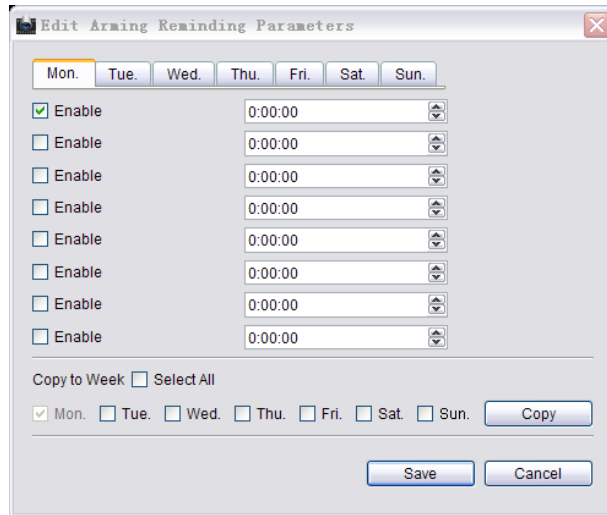 Edit Arming Reminding Parameters
Mon. Tue. Wed. Thu. Fri. Sat. Sun.
Enable 0:00:00
Enable 0:00:00
Enable 0:00:00
Enable 0:00:00
Enable 0:00:00
Enable 0:00:00
Enable 0:00:00
Enable 0:00:00
Copy to Week Select All
Mon. Tue. Wed. Thu. Fri. Sat. Sun. Copy
Save Cancel